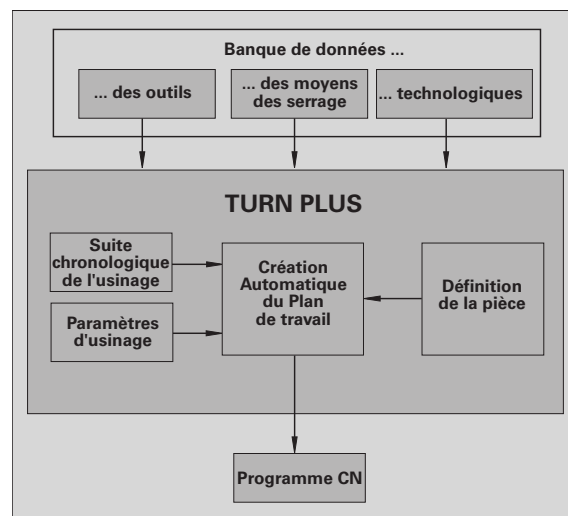 Banque de données ...
... des outils
... des moyens
des serrage
... technologiques
TURN PLUS
Suite
chronologique
de l'usinage
Paramètres
d'usinage
Création
Automatique
du Plan
de travail
Définition
de la pièce
Programme CN